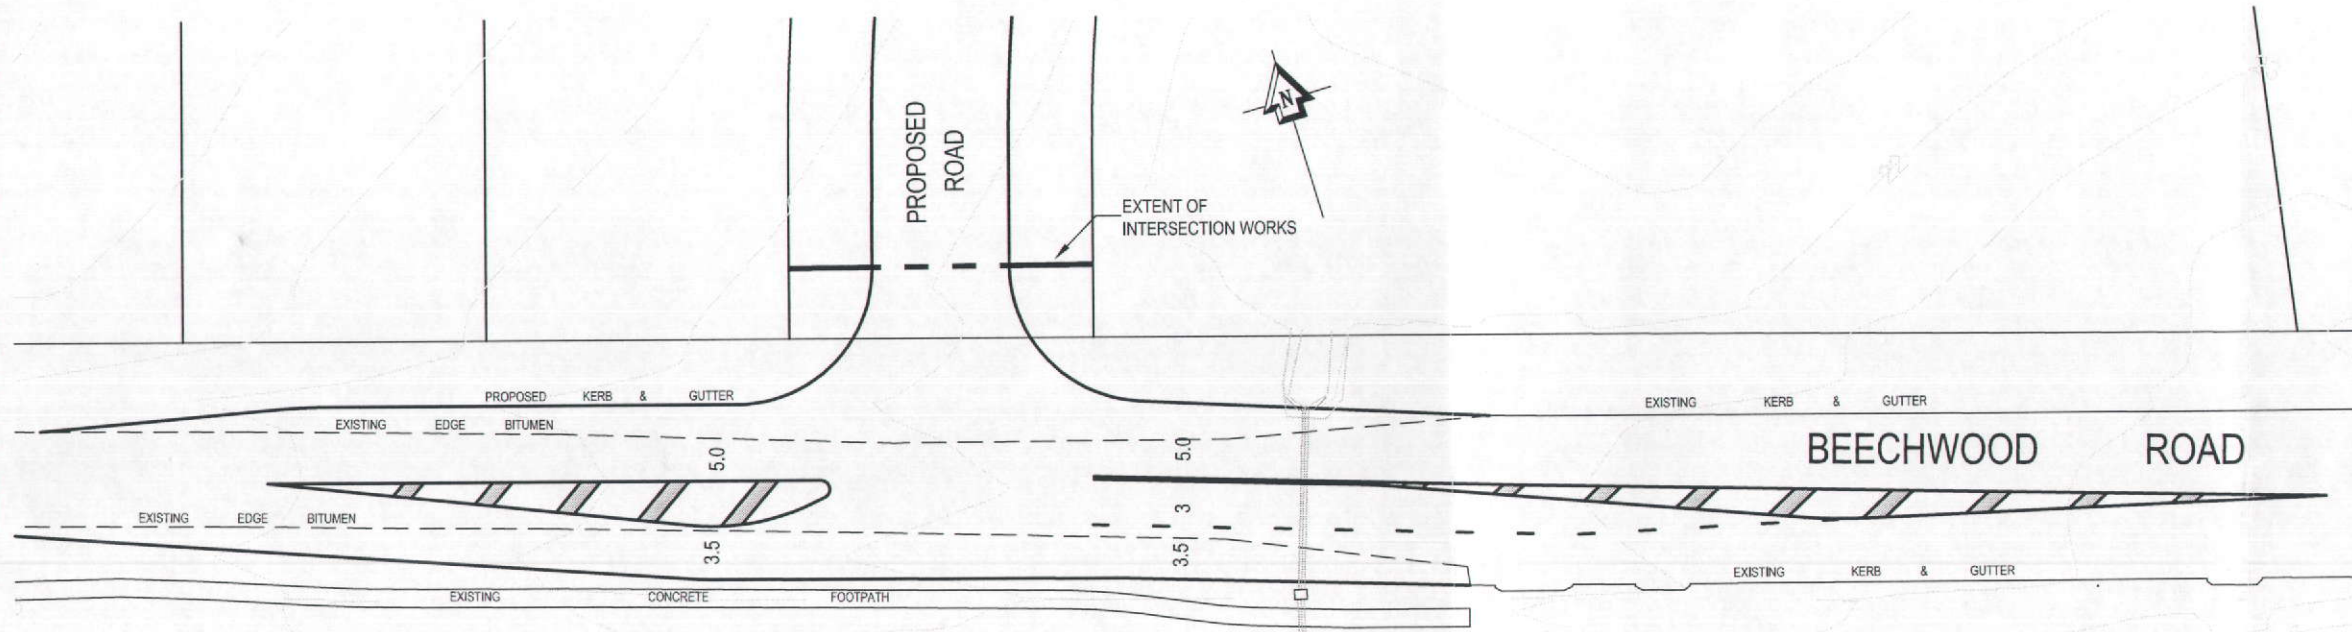 PROPOSED
ROAD
N
EXTENT OF
INTERSECTION WORKS
PROPOSED KERB & GUTTER
EXISTING KERB & GUTTER
EXISTING EDGE BITUMEN
5.0
5.0
BEECHWOOD ROAD
3
EXISTING EDGE BITUMEN
3.5
3.5
EXISTING KERB & GUTTER
EXISTING CONCRETE FOOTPATH